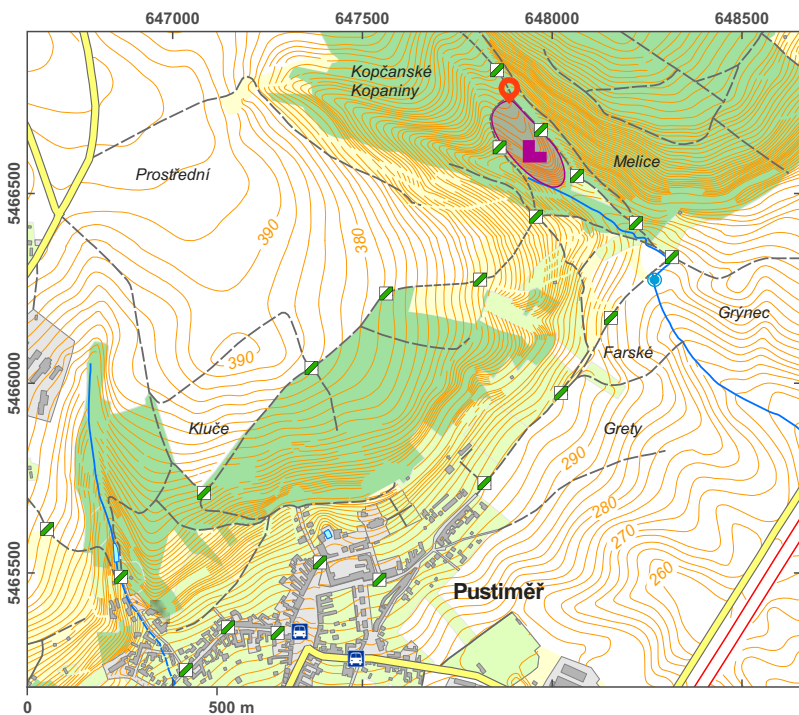 647000 647500 648000 648500
Kopčanské
Kopaniny
Melice
Prostřední
5466500
390
380
Grýnec
Farské
390
5466000
Kluče
Grety
290
280
270
260
5465500
Pustiměř
0 500 m